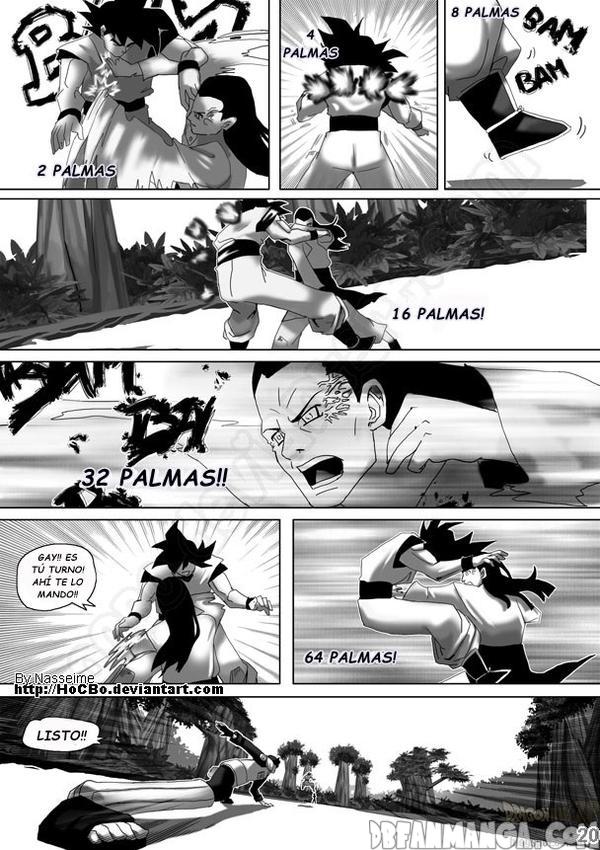 2 PALMAS
4
PALMAS
8 PALMAS
BAM
BAM
16 PALMAS!
32 PALMAS!!
GAY!! ES
TÚ TURNO!
AHÍ TE LO
MANDO!!
64 PALMAS!
By Nasseime
http://HoCBo.deviantart.com
LISTO!!
DBFANMANGA.COM
20